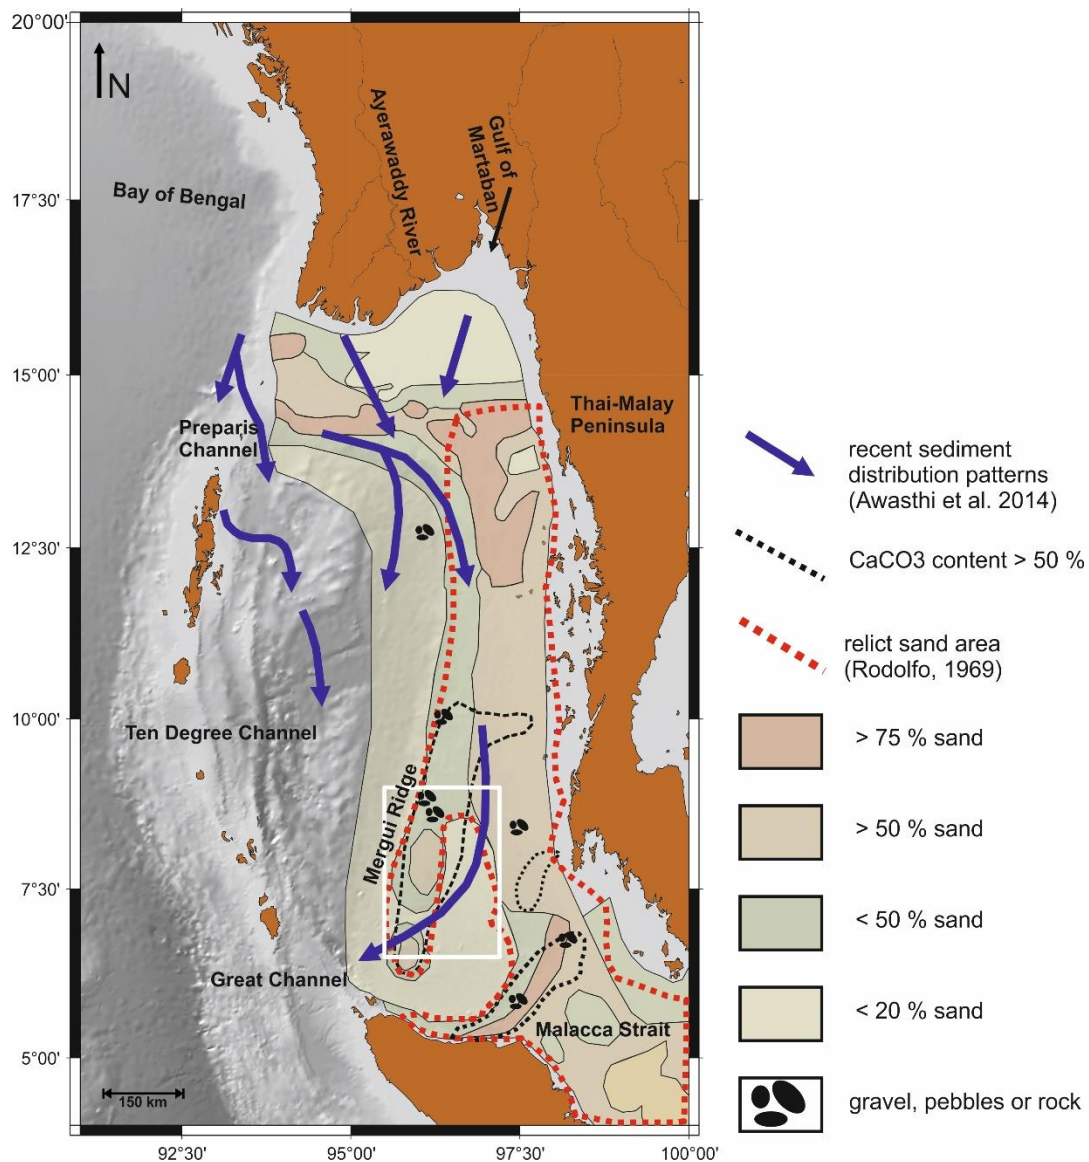 20°00'
N
Ayerawaddy River
Gulf of
Martaban
Bay of Bengal
17°30'
15°00'
Thai-Malay
Peninsula
Preparis
Channel
12°30'
10°00'
Ten Degree Channel
Mergui Ridge
7°30'
Great Channel
Malacca Strait
5°00'
150 km
92°30'
95°00'
97°30'
100°00'
recent sediment
distribution patterns
(Awasthi et al. 2014)
CaCO3 content > 50 %
relict sand area
(Rodolfo, 1969)
> 75 % sand
> 50 % sand
< 50 % sand
< 20 % sand
gravel, pebbles or rock